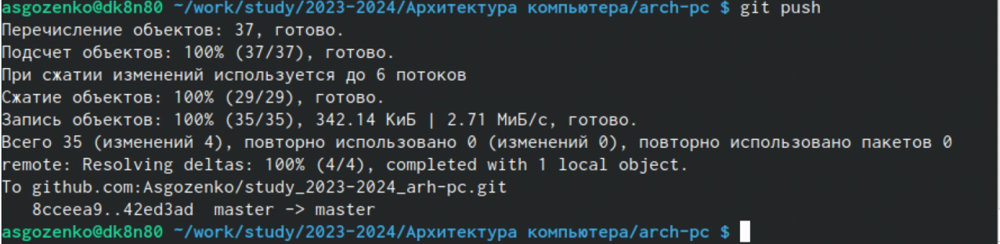 asgozenko@dk8n80 ~/work/study/2023-2024/Архитектура компьютера/arch-pc $ git push
Перечисление объектов: 37, готово.
Подсчет объектов: 100% (37/37), готово.
При сжатии изменений используется до 6 потоков
Сжатие объектов: 100% (29/29), готово.
Запись объектов: 100% (35/35), 342.14 КиБ | 2.71 МиБ/с, готово.
Всего 35 (изменений 4), повторно использовано 0 (изменений 0), повторно использовано пакетов 0
remote: Resolving deltas: 100% (4/4), completed with 1 local object.
To github.com:Asgozenko/study_2023-2024_arh-pc.git
   8cceea9..42ed3ad  master -> master
asgozenko@dk8n80 ~/work/study/2023-2024/Архитектура компьютера/arch-pc $